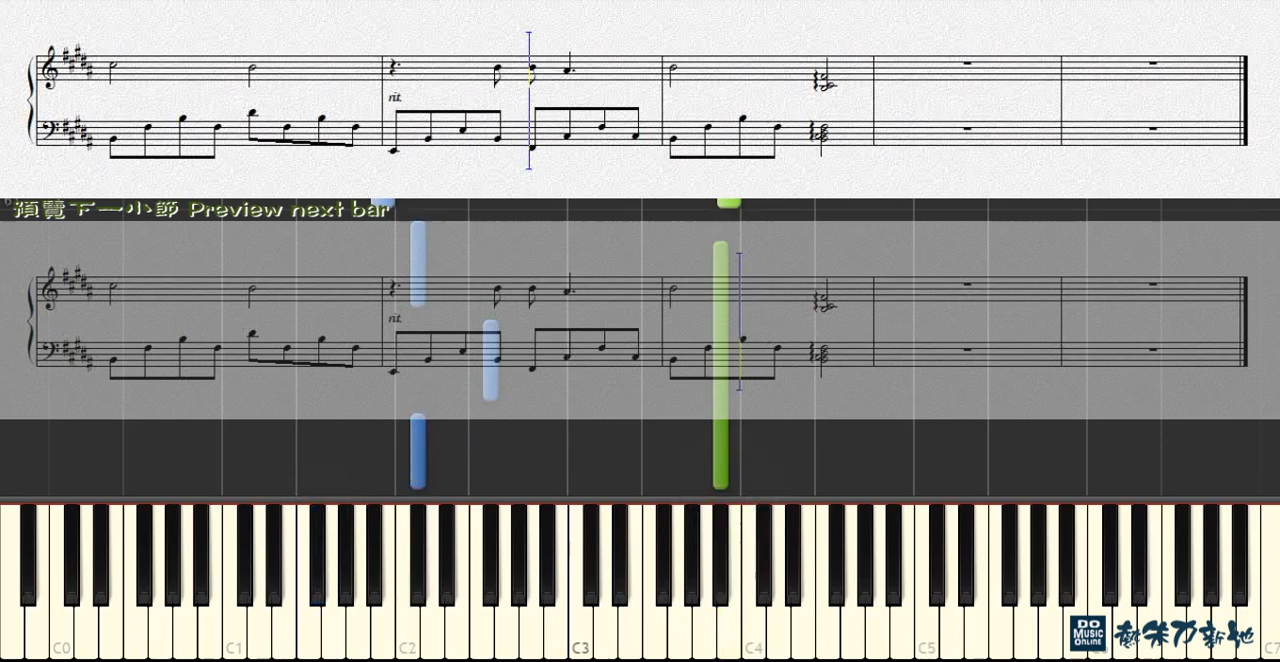 rit.
預覽下一小節 Preview next bar
rit.
C0 C1 C2 C3 C4 C5 C7
DO
MUSIC
ONLINE